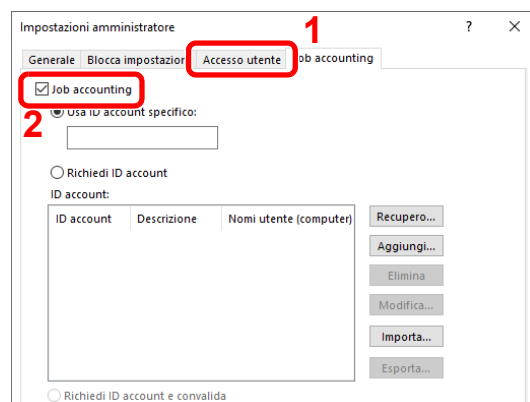 Impostazioni amministratore ? ×
1
Generale Blocca impostazior Accesso utente Job accounting
Job accounting
2
Usa ID account specifico:
Richiedi ID account
ID account:
ID account Descrizione Nomi utente (computer)
Recupero...
Aggiungi...
Elimina
Modifica...
Importa...
Esporta...
Richiedi ID account e convalida